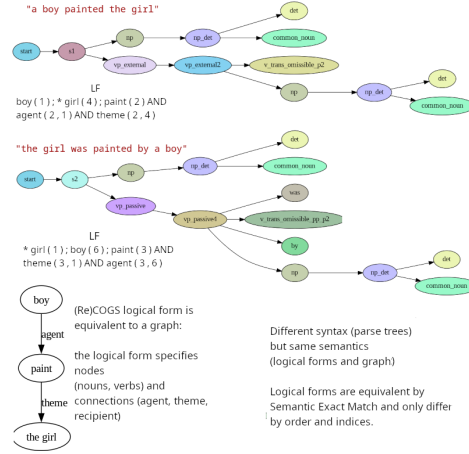 "a boy painted the girl"
det
np
np_det
common_noun
start
s1
vp_external
vp_external2
v_trans_omissible_p2
det
np
np_det
common_noun
LF
boy ( 1 ) ; * girl ( 4 ) ; paint ( 2 ) AND
agent ( 2 , 1 ) AND theme ( 2 , 4 )
"the girl was painted by a boy"
det
np
np_det
common_noun
start
s2
was
vp_passive
vp_passive4
v_trans_omissible_pp_p2
by
det
np
np_det
common_noun
LF
* girl ( 1 ) ; boy ( 6 ) ; paint ( 3 ) AND
theme ( 3 , 1 ) AND agent ( 3 , 6 )
boy
agent
paint
theme
the girl
(Re)COGS logical form is
equivalent to a graph:
the logical form specifies
nodes
(nouns, verbs) and
connections (agent, theme,
recipient)
Different syntax (parse trees)
but same semantics
(logical forms and graph)
Logical forms are equivalent by
Semantic Exact Match and only differ
by order and indices.